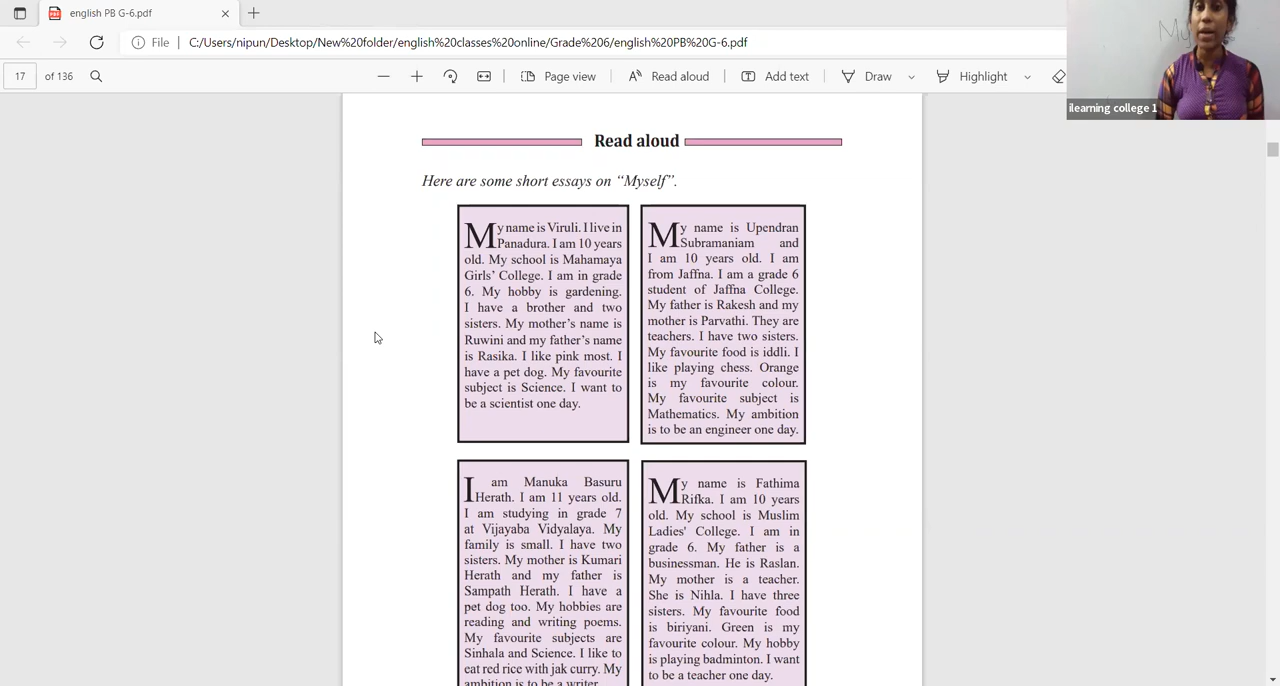 english PB G-6.pdf
File
C:/Users/nipun/Desktop/New%20folder/english%20classes%20online/Grade%206/english%20PB%20G-6.pdf
17 of 136
Page view
Read aloud
Add text
Draw
Highlight
My
ilearning college 1
Read aloud
Here are some short essays on “Myself”.
My name is Viruli. I live in
Panadura. I am 10 years
old. My school is Mahamaya
Girls’ College. I am in grade
6. My hobby is gardening.
I have a brother and two
sisters. My mother’s name is
Ruwini and my father’s name
is Rasika. I like pink most. I
have a pet dog. My favourite
subject is Science. I want to
be a scientist one day.
My name is Upendran
Subramaniam and
I am 10 years old. I am
from Jaffna. I am a grade 6
student of Jaffna College.
My father is Rakesh and my
mother is Parvathi. They are
teachers. I have two sisters.
My favourite food is iddli. I
like playing chess. Orange
is my favourite colour.
My favourite subject is
Mathematics. My ambition
is to be an engineer one day.
I am Manuka Basuru
Herath. I am 11 years old.
I am studying in grade 7
at Vijayaba Vidyalaya. My
family is small. I have two
sisters. My mother is Kumari
Herath and my father is
Sampath Herath. I have a
pet dog too. My hobbies are
reading and writing poems.
My favourite subjects are
Sinhala and Science. I like to
eat red rice with jak curry. My
ambition is to be a writer
My name is Fathima
Rifka. I am 10 years
old. My school is Muslim
Ladies' College. I am in
grade 6. My father is a
businessman. He is Raslan.
My mother is a teacher.
She is Nihla. I have three
sisters. My favourite food
is biriyani. Green is my
favourite colour. My hobby
is playing badminton. I want
to be a teacher one day.